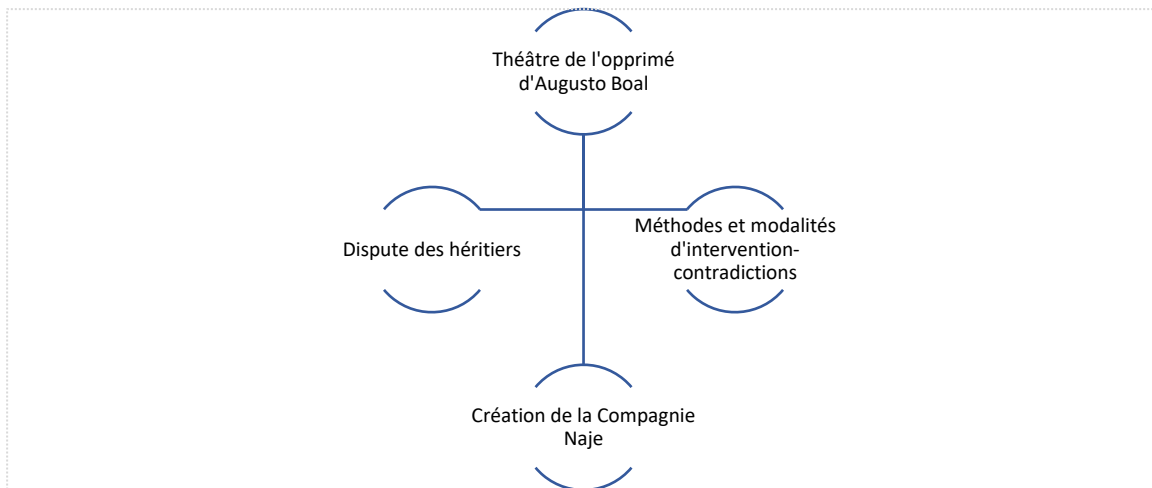 Théâtre de l'opprimé
d'Augusto Boal
Dispute des héritiers
Méthodes et modalités
d'intervention-
contradictions
Création de la Compagnie
Naje